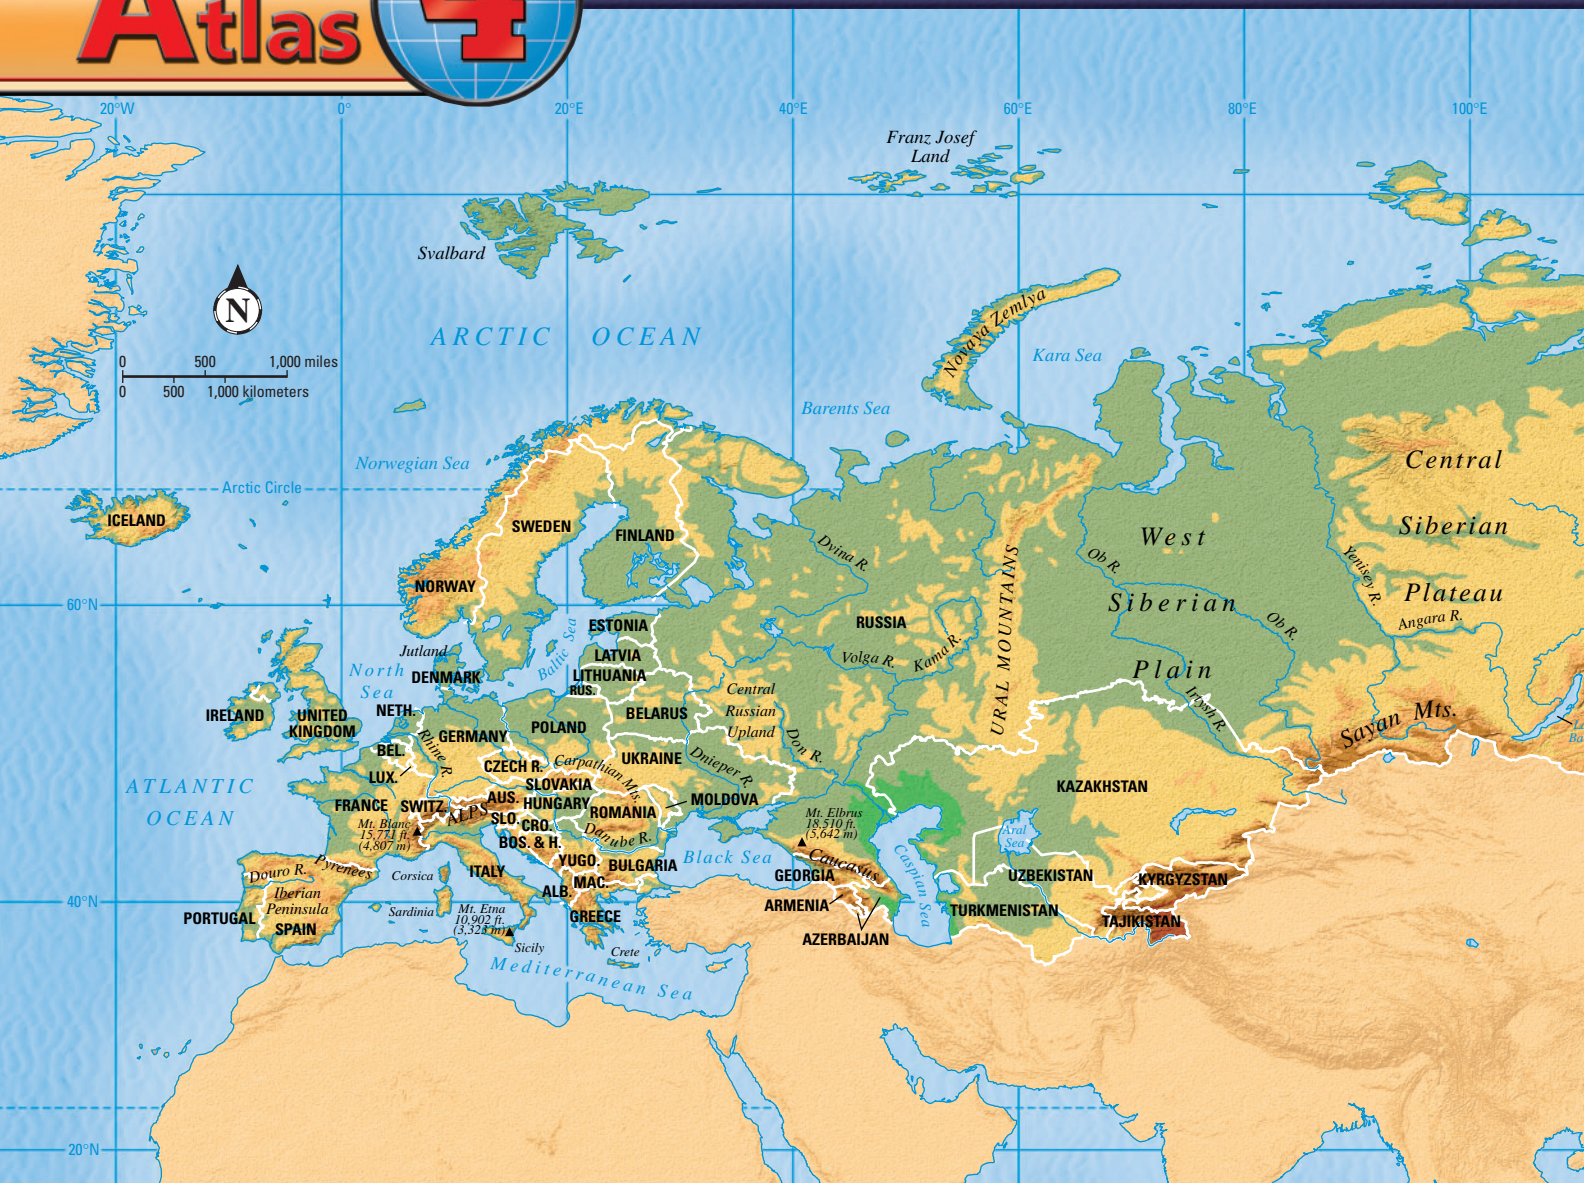 Atlas
4
20°W
0°
20°E
40°E
60°E
80°E
100°E
Franz Josef
Land
Svalbard
N
ARCTIC OCEAN
Novaya Zemlya
Kara Sea
0 500 1,000 miles
0 500 1,000 kilometers
Barents Sea
Norwegian Sea
Arctic Circle
ICELAND
SWEDEN
FINLAND
NORWAY
Dvina R.
RUSSIA
Volga R.
Kama R.
URAL MOUNTAINS
Ob R.
West
Siberian
Plain
Ob R.
Irtysh R.
Yenisey R.
Central
Siberian
Plateau
Angara R.
Sayan Mts.
60°N
ESTONIA
LATVIA
LITHUANIA
RUS.
Baltic Sea
Jutland
DENMARK
North
Sea
NETH.
IRELAND
UNITED
KINGDOM
BEL.
LUX.
Rhine R.
GERMANY
POLAND
BELARUS
Central
Russian
Upland
Don R.
UKRAINE
Dnieper R.
CZECH R.
Carpathian Mts.
SLOVAKIA
AUS.
HUNGARY
MOLDOVA
ROMANIA
ATLANTIC
OCEAN
FRANCE
SWITZ.
ALPS
SLO.
CRO.
BOS. & H.
Danube R.
Mt. Blanc
15,771 ft.
(4,807 m)
YUGO.
BULGARIA
Black Sea
Mt. Elbrus
18,510 ft.
(5,642 m)
Caucasus
GEORGIA
ARMENIA
AZERBAIJAN
Caspian Sea
KAZAKHSTAN
Aral
Sea
UZBEKISTAN
KYRGYZSTAN
TURKMENISTAN
TAJIKISTAN
Douro R.
Pyrenees
Iberian
Peninsula
Corsica
ITALY
ALB.
MAC.
40°N
PORTUGAL
SPAIN
Sardinia
Mt. Etna
10,902 ft.
(3,323 m)
GREECE
Sicily
Crete
Mediterranean Sea
20°N